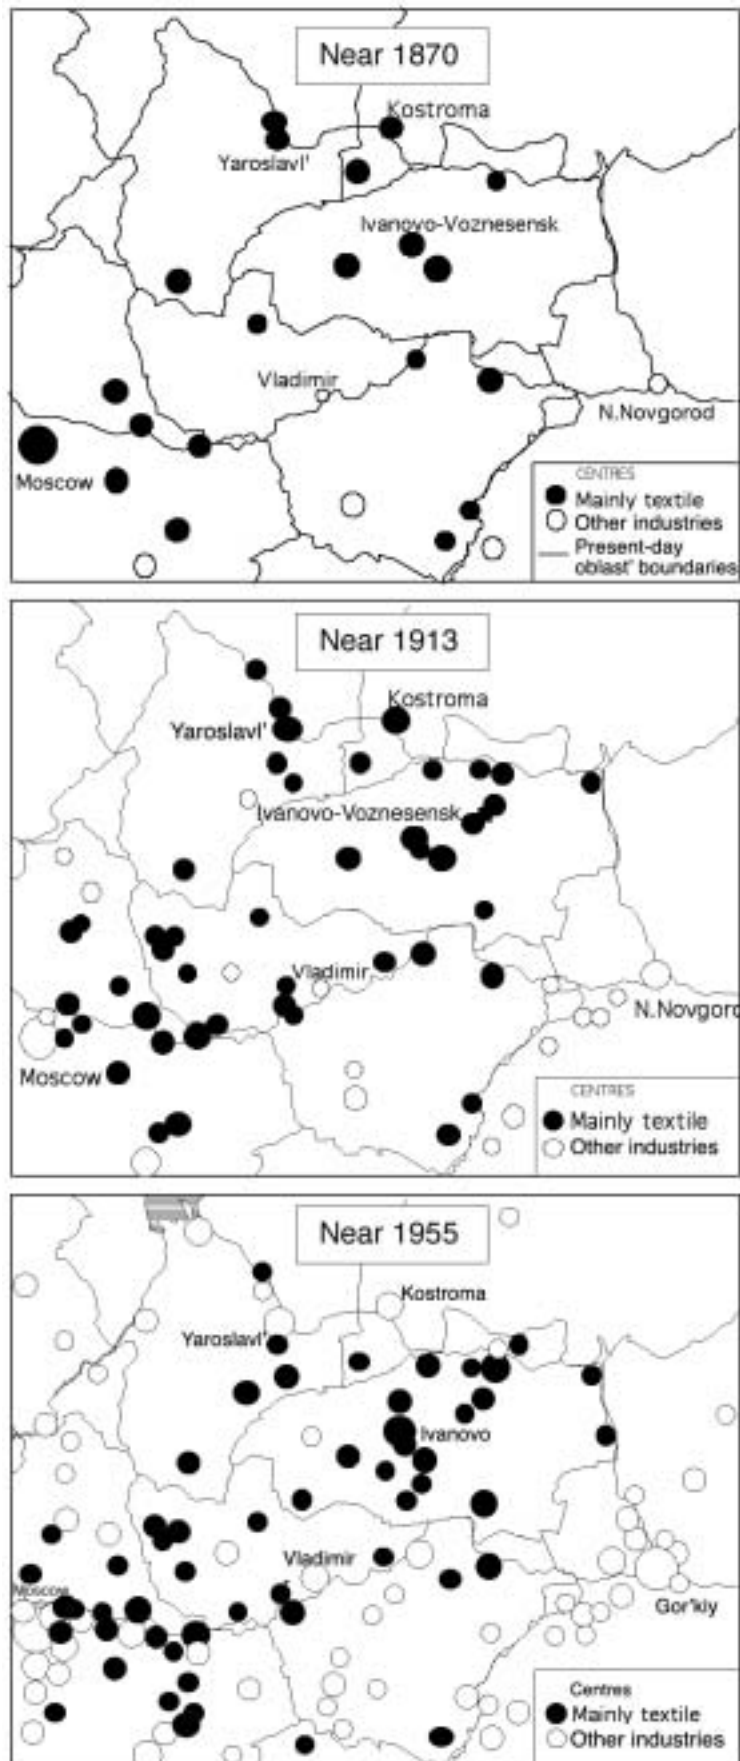 Near 1870
Kostroma
Yaroslavl'
Ivanovo-Voznesensk
Vladimir
N.Novgorod
Moscow
CENTRES
Mainly textile
Other industries
Present-day
oblast' boundaries
Near 1913
Kostroma
Yaroslavl'
Ivanovo-Voznesensk
Vladimir
N.Novgoro
Moscow
CENTRES
Mainly textile
Other industries
Near 1955
Kostroma
Yaroslavl'
Ivanovo
Vladimir
Moscow
Gor'kiy
Centres
Mainly textile
Other industries